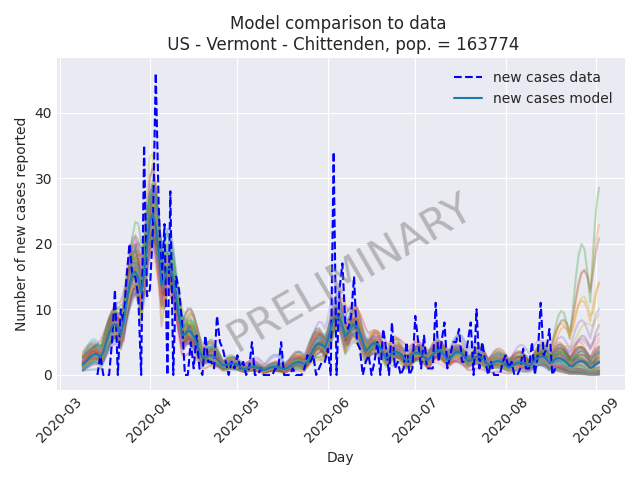 Model comparison to data
US - Vermont - Chittenden, pop. = 163774
new cases data
new cases model
Number of new cases reported
40
30
20
10
0
PRELIMINARY
2020-03
2020-04
2020-05
2020-06
2020-07
2020-08
2020-09
Day